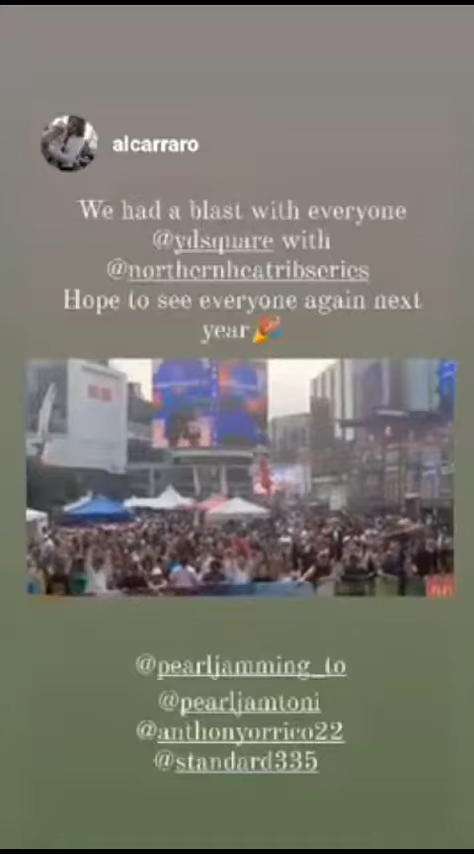 alcarraro
We had a blast with everyone
@ydsquare with
@northernheatribseries
Hope to see everyone again next
year🎉
@pearljamming_to
@pearljamtoni
@anthonyorrico22
@standard335